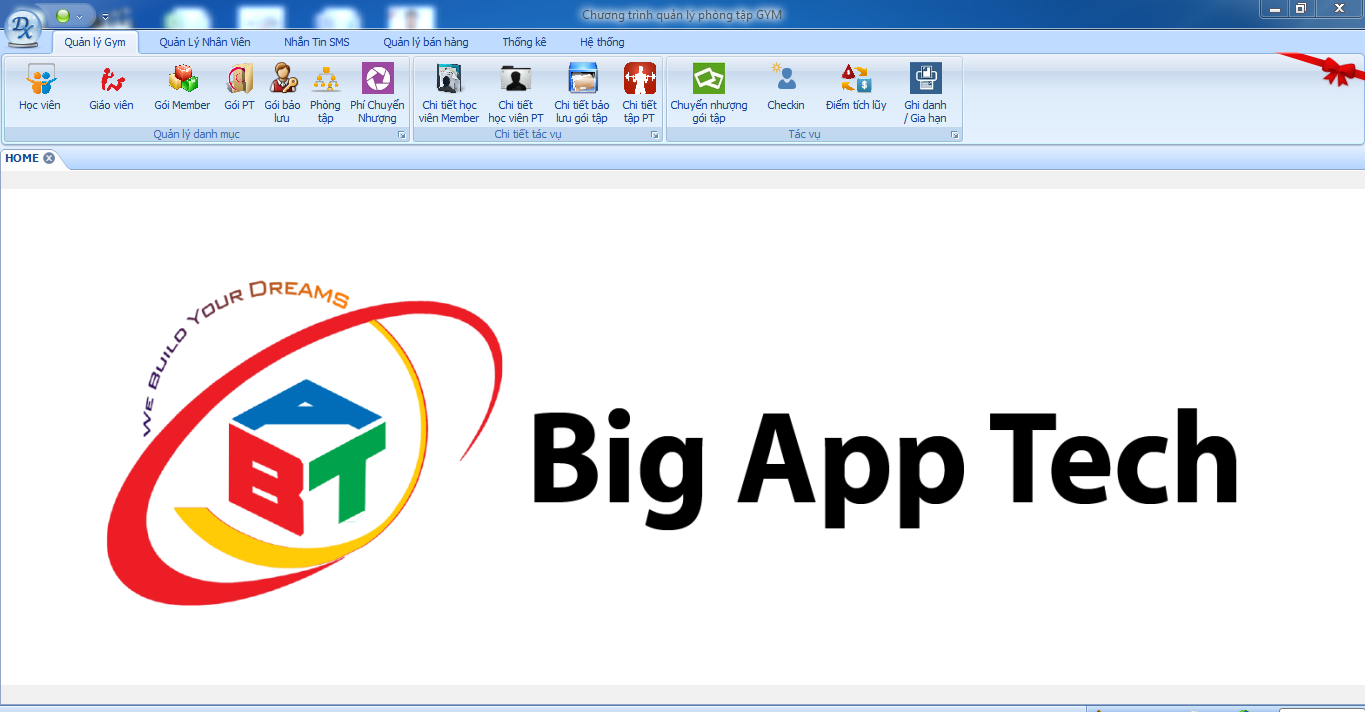 Chương trình quản lý phòng tập GYM
Quản lý Gym Quản Lý Nhân Viên Nhắn Tin SMS Quản lý bán hàng Thống kê Hệ thống
Học viên
Giáo viên
Gói Member
Gói PT
Gói bảo
lưu
Phòng
tập
Phí Chuyển
Nhượng
Quản lý danh mục
Chi tiết học
viên Member
Chi tiết
học viên PT
Chi tiết bảo
lưu gói tập
Chi tiết
tập PT
Chi tiết tác vụ
Chuyển nhượng
gói tập
Checkin
Điểm tích lũy
Ghi danh
/ Gia hạn
Tác vụ
HOME
WE BUILD YOUR DREAMS
ABT
Big App Tech